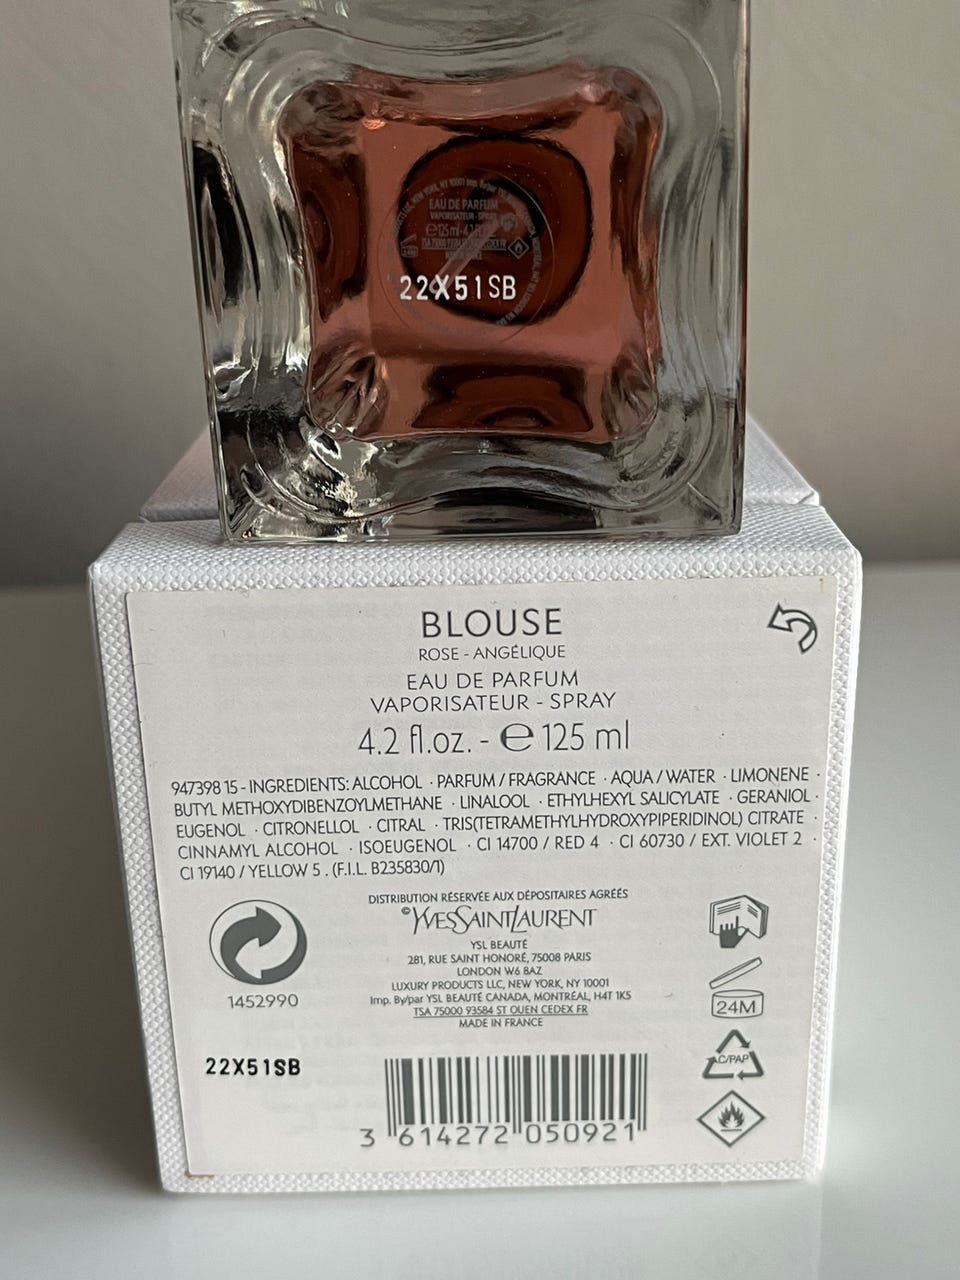 EAU DE PARFUM
VAPORISATEUR - SPRAY
22X51SB
BLOUSE
ROSE - ANGÉLIQUE
EAU DE PARFUM
VAPORISATEUR - SPRAY
4.2 fl.oz. - ℮ 125 ml
947398 15 - INGREDIENTS: ALCOHOL · PARFUM / FRAGRANCE · AQUA / WATER · LIMONENE ·
BUTYL METHOXYDIBENZOYLMETHANE · LINALOOL · ETHYLHEXYL SALICYLATE · GERANIOL ·
EUGENOL · CITRONELLOL · CITRAL · TRIS(TETRAMETHYLHYDROXYPIPERIDINOL) CITRATE ·
CINNAMYL ALCOHOL · ISOEUGENOL · CI 14700 / RED 4 · CI 60730 / EXT. VIOLET 2 ·
CI 19140 / YELLOW 5 . (F.I.L. B235830/1)
DISTRIBUTION RÉSERVÉE AUX DÉPOSITAIRES AGRÉÉS
©YVESSAINTLAURENT
YSL BEAUTÉ
281, RUE SAINT HONORÉ, 75008 PARIS
LONDON W6 8AZ
LUXURY PRODUCTS LLC, NEW YORK, NY 10001
Imp. By/par YSL BEAUTÉ CANADA, MONTRÉAL, H4T 1K5
TSA 75000 93584 ST OUEN CEDEX FR
MADE IN FRANCE
1452990
24M
C/PAP
22X51SB
3 614272 050921